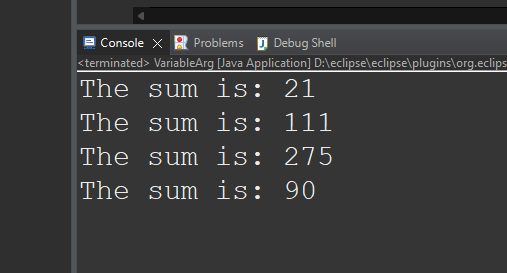 Console Problems Debug Shell
<terminated> VariableArg [Java Application] D:\eclipse\eclipse\plugins\org.eclips
The sum is: 21
The sum is: 111
The sum is: 275
The sum is: 90